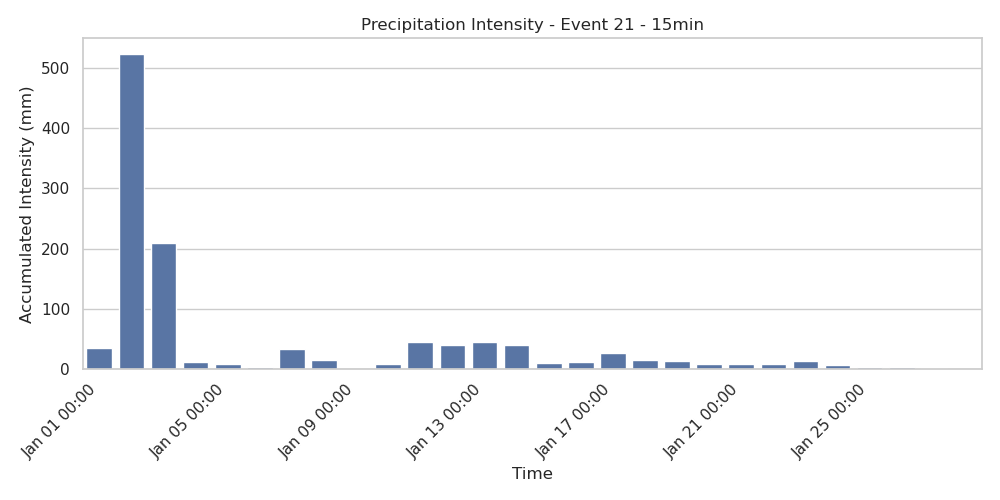 Precipitation Intensity - Event 21 - 15min
Accumulated Intensity (mm)
500
400
300
200
100
0
Jan 01 00:00
Jan 05 00:00
Jan 09 00:00
Jan 13 00:00
Jan 17 00:00
Jan 21 00:00
Jan 25 00:00
Time